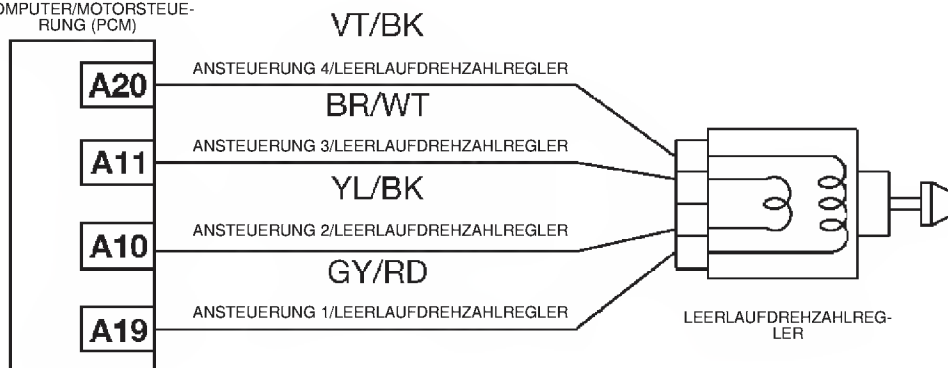 OMPUTER/MOTORSTEUE-
RUNG (PCM)
VT/BK
A20
ANSTEUERUNG 4/LEERLAUFDREHZAHLREGLER
BR/WT
A11
ANSTEUERUNG 3/LEERLAUFDREHZAHLREGLER
YL/BK
A10
ANSTEUERUNG 2/LEERLAUFDREHZAHLREGLER
GY/RD
A19
ANSTEUERUNG 1/LEERLAUFDREHZAHLREGLER
LEERLAUFDREHZAHLREG-
LER